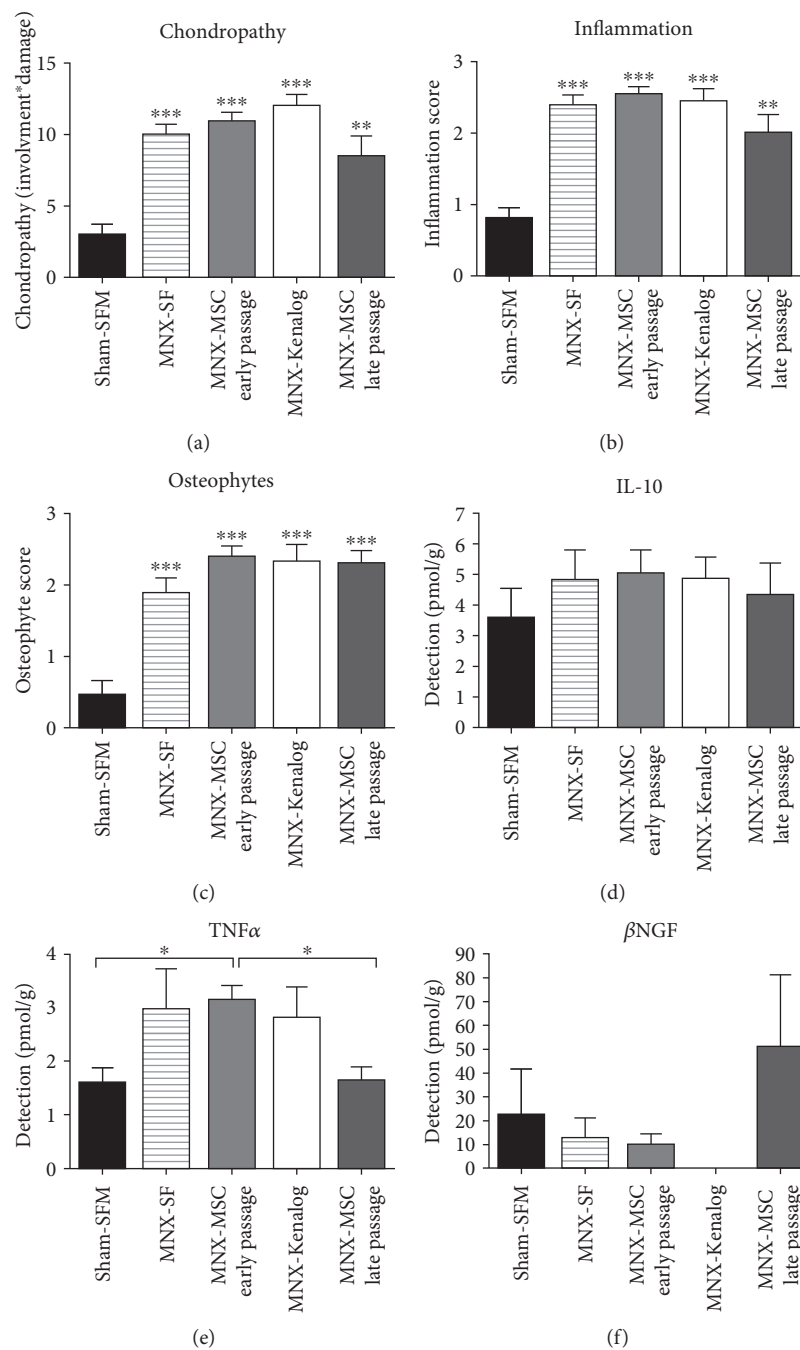 Chondropathy
Chondropathy (involvment*damage)
15
10
5
0
***
***
***
**
Sham-SFM
MNX-SF
MNX-MSC
early passage
MNX-Kenalog
MNX-MSC
late passage
(a)
Inflammation
Inflammation score
3
2
1
0
***
***
***
**
Sham-SFM
MNX-SF
MNX-MSC
early passage
MNX-Kenalog
MNX-MSC
late passage
(b)
Osteophytes
Osteophyte score
3
2
1
0
***
***
***
***
Sham-SFM
MNX-SF
MNX-MSC
early passage
MNX-Kenalog
MNX-MSC
late passage
(c)
IL-10
Detection (pmol/g)
7
6
5
4
3
2
1
0
Sham-SFM
MNX-SF
MNX-MSC
early passage
MNX-Kenalog
MNX-MSC
late passage
(d)
TNFα
Detection (pmol/g)
4
3
2
1
0
*
*
Sham-SFM
MNX-SF
MNX-MSC
early passage
MNX-Kenalog
MNX-MSC
late passage
(e)
βNGF
Detection (pmol/g)
90
80
70
60
50
40
30
20
10
0
Sham-SFM
MNX-SF
MNX-MSC
early passage
MNX-Kenalog
MNX-MSC
late passage
(f)